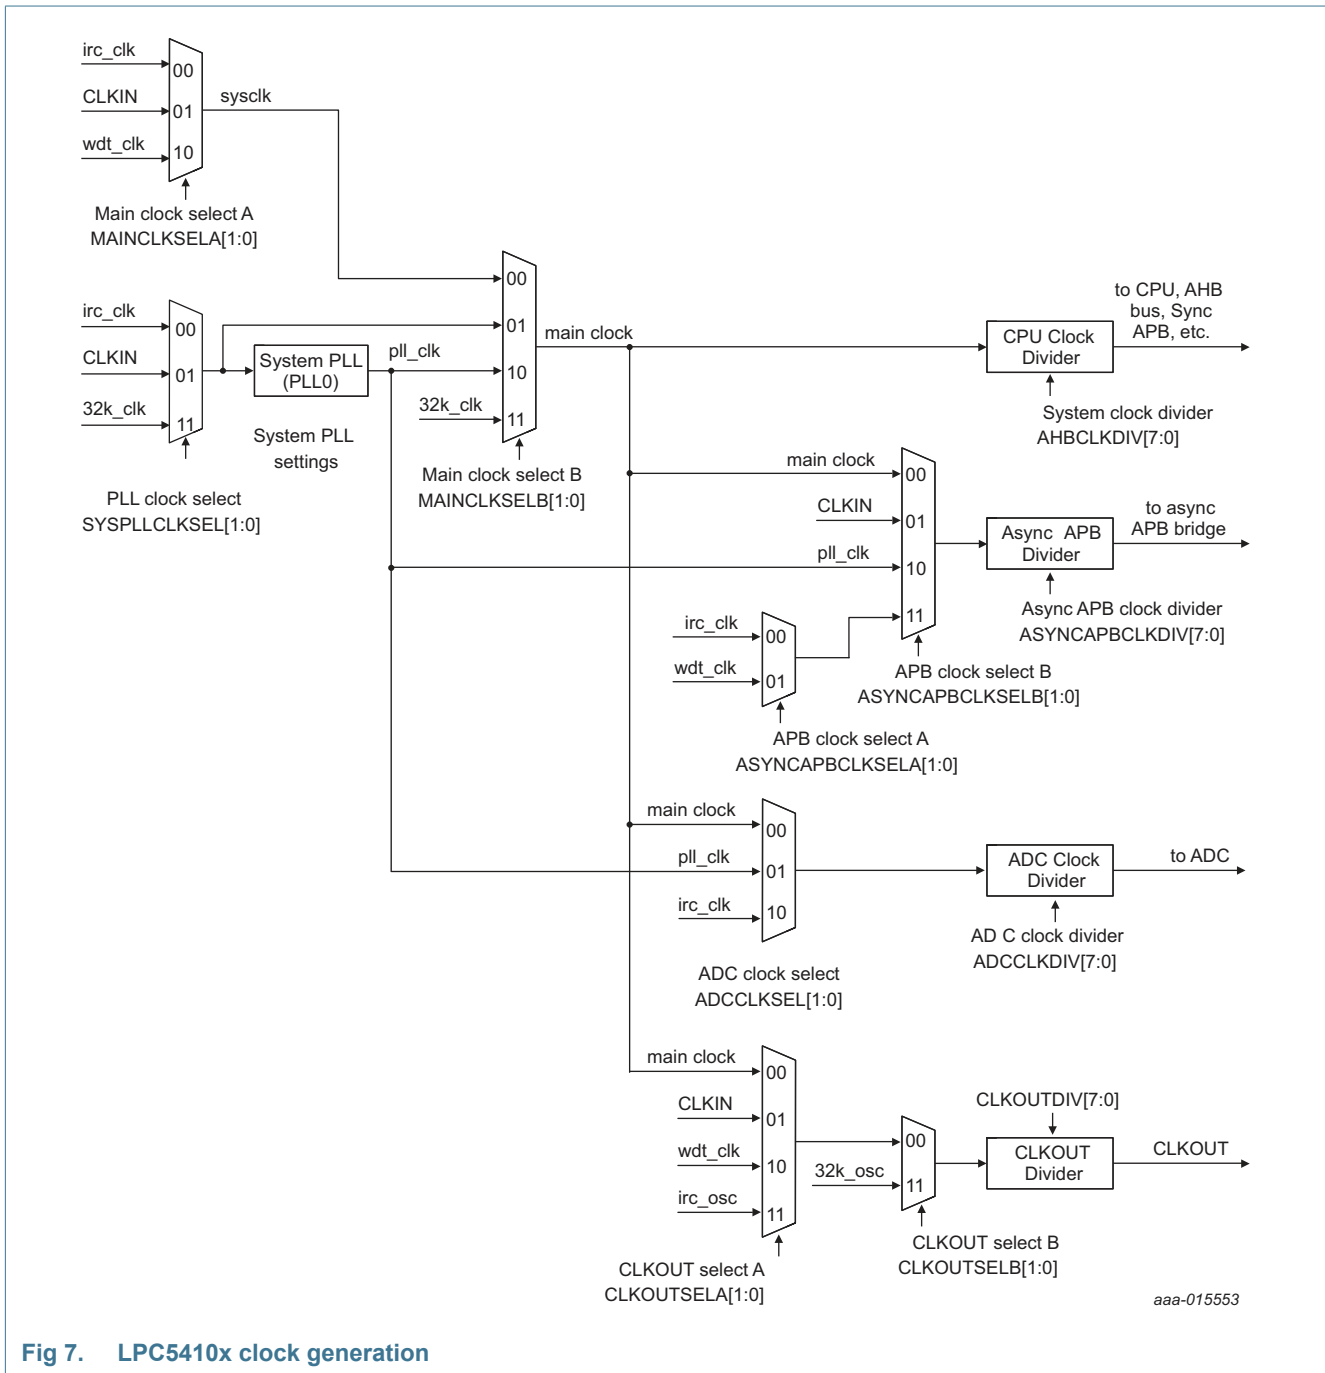 irc_clk
00
CLKIN
01
sysclk
wdt_clk
10
Main clock select A
MAINCLKSELA[1:0]
irc_clk
00
CLKIN
01
32k_clk
11
PLL clock select
SYSPLLCLKSEL[1:0]
System PLL
(PLL0)
System PLL
settings
pll_clk
00
01
10
32k_clk
11
Main clock select B
MAINCLKSELB[1:0]
main clock
CPU Clock
Divider
to CPU, AHB
bus, Sync
APB, etc.
System clock divider
AHBCLKDIV[7:0]
main clock
00
CLKIN
01
pll_clk
10
11
irc_clk
00
wdt_clk
01
APB clock select A
ASYNCAPBCLKSELA[1:0]
APB clock select B
ASYNCAPBCLKSELB[1:0]
Async APB
Divider
to async
APB bridge
Async APB clock divider
ASYNCAPBCLKDIV[7:0]
main clock
00
pll_clk
01
irc_clk
10
ADC clock select
ADCCLKSEL[1:0]
ADC Clock
Divider
to ADC
AD C clock divider
ADCCLKDIV[7:0]
main clock
00
CLKIN
01
wdt_clk
10
irc_osc
11
CLKOUT select A
CLKOUTSELA[1:0]
00
32k_osc
11
CLKOUT select B
CLKOUTSELB[1:0]
CLKOUTDIV[7:0]
CLKOUT
Divider
CLKOUT
aaa-015553
Fig 7. LPC5410x clock generation